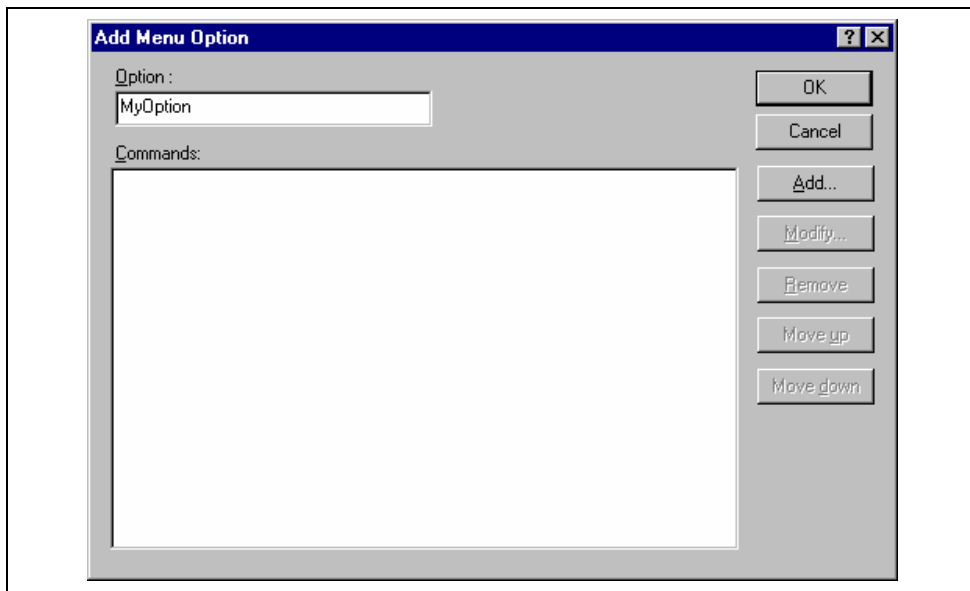 Add Menu Option
Option :
MyOption
Commands:
OK
Cancel
Add...
Modify...
Remove
Move up
Move down